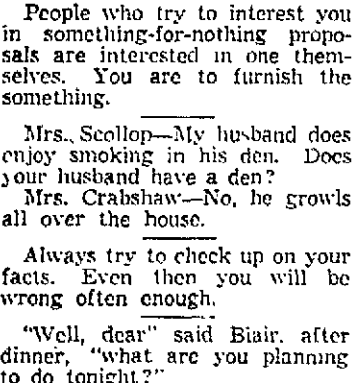 People who try to interest you
in something-for-nothing propo-
sals are interested in one them-
selves. You are to furnish the
something.
Mrs. Scollop—My husband does
enjoy smoking in his den. Does
your husband have a den?
Mrs. Crabshaw—No, he growls
all over the house.
Always try to check up on your
facts. Even then you will be
wrong often enough.
"Well, dear" said Blair. after
dinner, "what are you planning
to do tonight?"